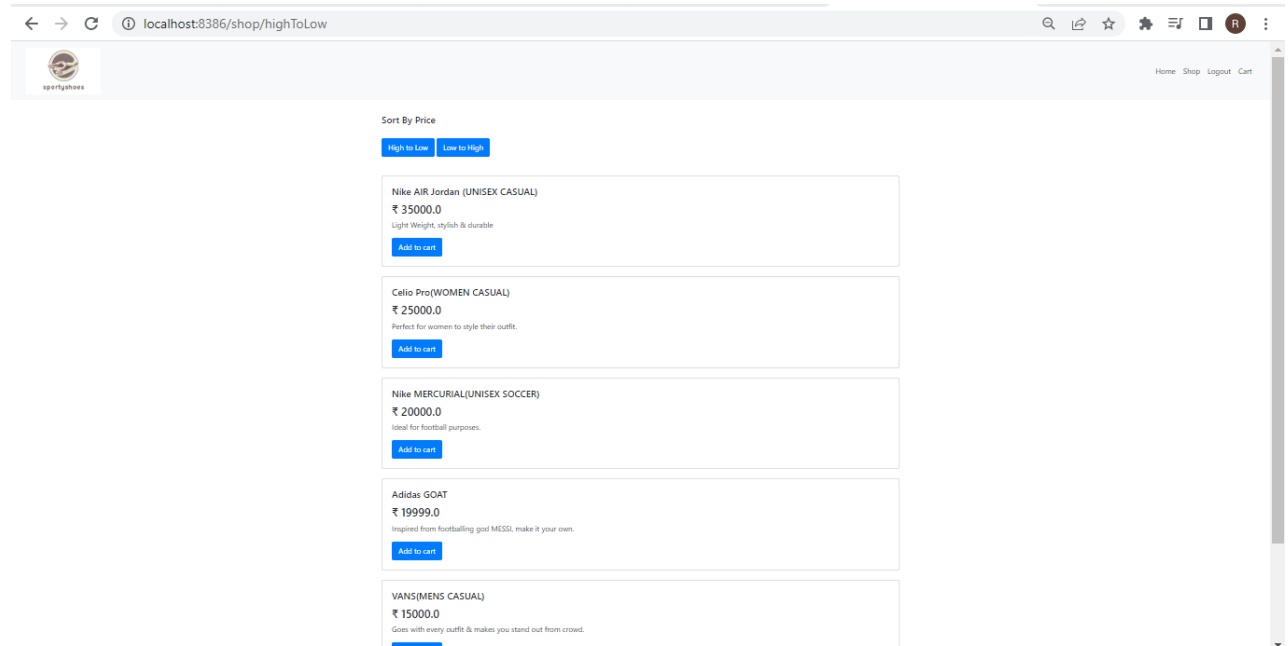 localhost:8386/shop/highToLow
R
sportyshoes
Home Shop Logout Cart
Sort By Price
High to Low Low to High
Nike AIR Jordan (UNISEX CASUAL)
₹ 35000.0
Light Weight, stylish & durable
Add to cart
Celio Pro(WOMEN CASUAL)
₹ 25000.0
Perfect for women to style their outfit.
Add to cart
Nike MERCURIAL(UNISEX SOCCER)
₹ 20000.0
Ideal for football purposes.
Add to cart
Adidas GOAT
₹ 19999.0
Inspired from footballing god MESSI, make it your own.
Add to cart
VANS(MENS CASUAL)
₹ 15000.0
Goes with every outfit & makes you stand out from crowd.